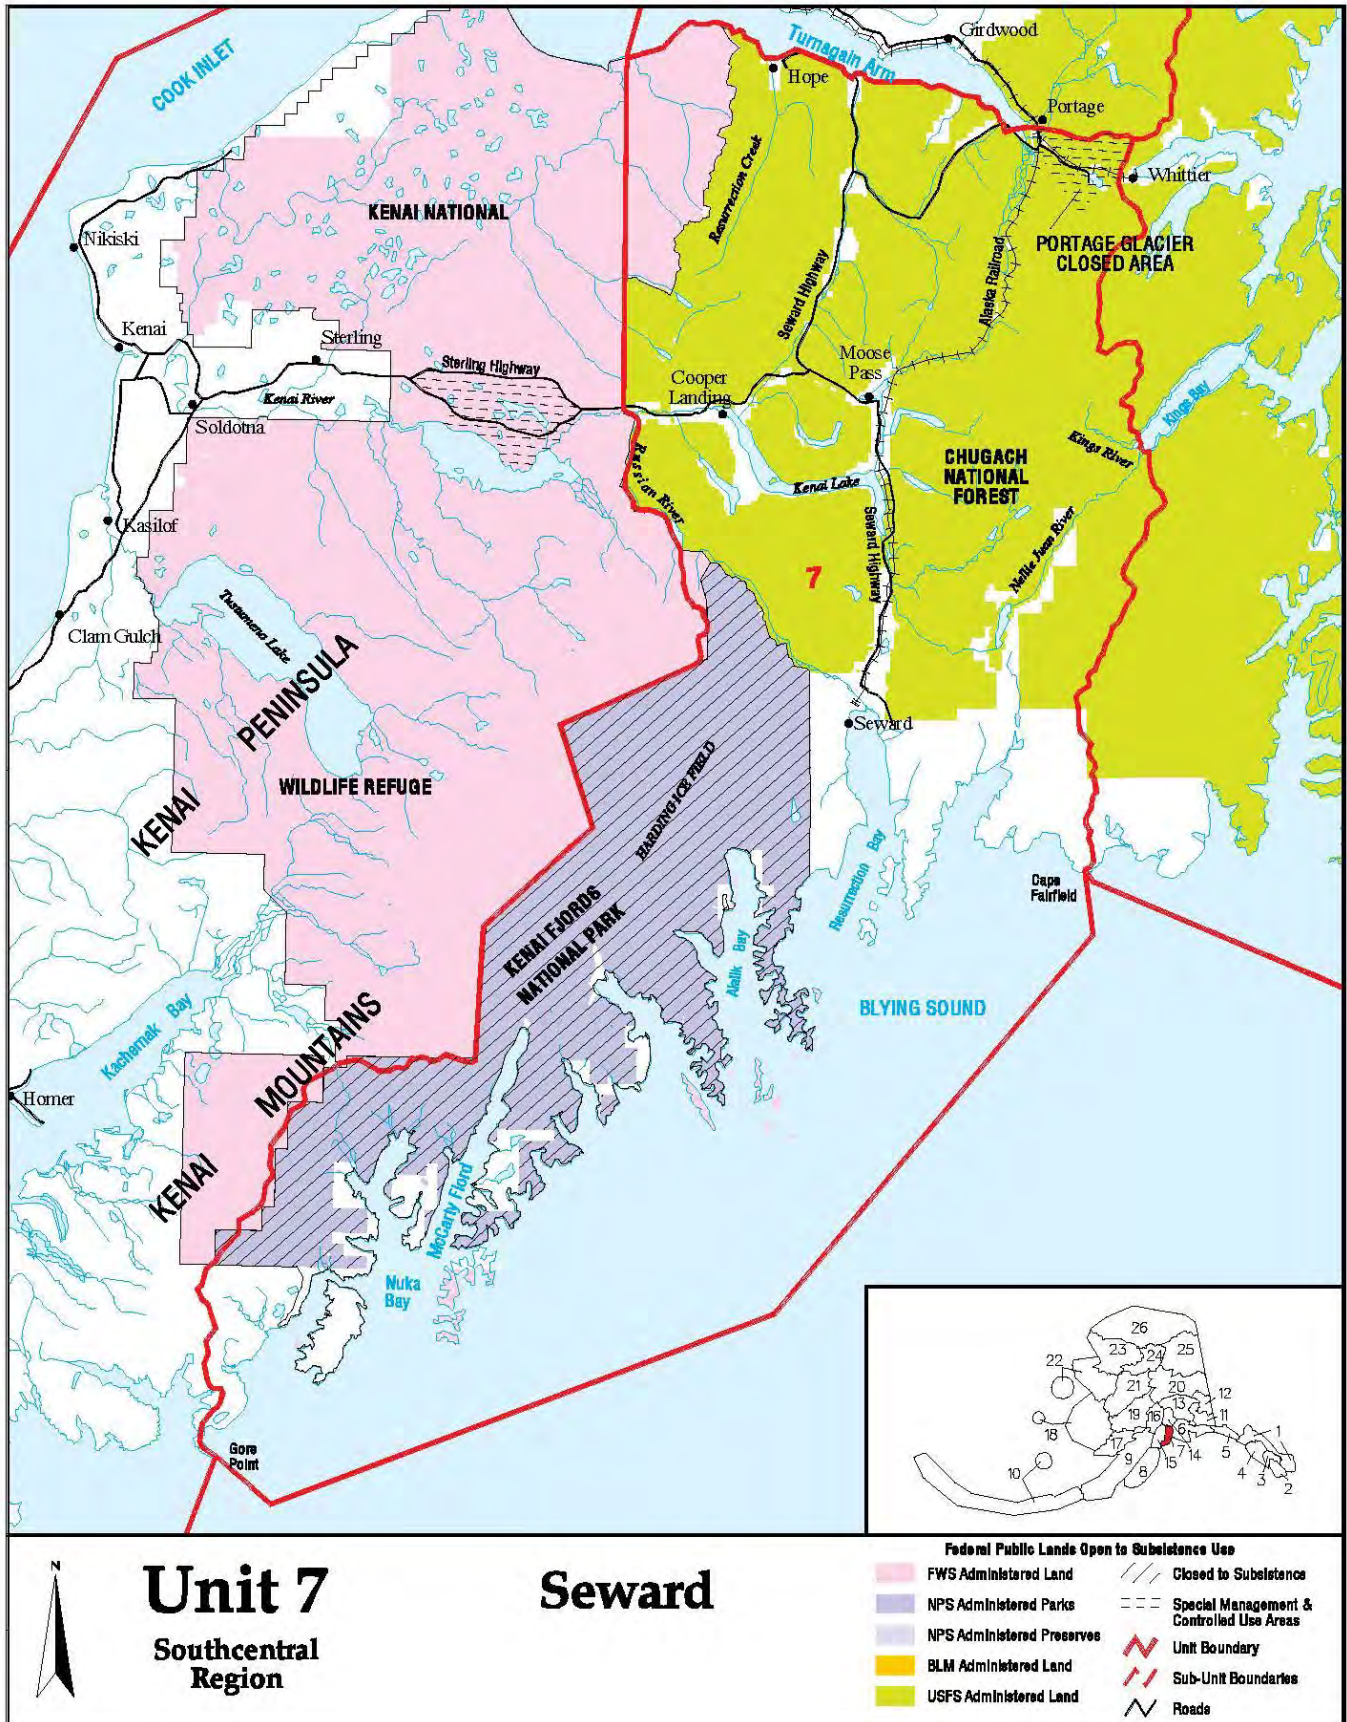 COOK INLET
Turnagain Arm
Girdwood
Hope
Portage
Whittier
Resurrection Creek
KENAI NATIONAL
Nikiski
PORTAGE GLACIER
CLOSED AREA
Seward Highway
Alaska Railroad
Kenai
Sterling
Sterling Highway
Moose
Pass
Cooper
Landing
Kenai River
Soldotna
Kings Bay
Kings River
Russian River
CHUGACH
NATIONAL
FOREST
Kenai Lake
Kasilof
Seward Highway
Nellie Juan River
7
Tustumena Lake
Clam Gulch
PENINSULA
Seward
WILDLIFE REFUGE
HARDING ICE FIELD
KENAI
Resurrection Bay
Cape
Fairfield
KENAI FJORDS
NATIONAL PARK
Aialik Bay
BLYING SOUND
Kachemak Bay
MOUNTAINS
Homer
KENAI
McCarty Fiord
Nuka
Bay
Gore
Point
26
23
24
25
22
21
20
12
13
19
16
11
18
6
1
17
9
7
14
5
15
4
3
10
8
2
N
Unit 7
Southcentral
Region
Seward
Federal Public Lands Open to Subsistence Use
FWS Administered Land
NPS Administered Parks
NPS Administered Preserves
BLM Administered Land
USFS Administered Land
Closed to Subsistence
Special Management &
Controlled Use Areas
Unit Boundary
Sub-Unit Boundaries
Roads